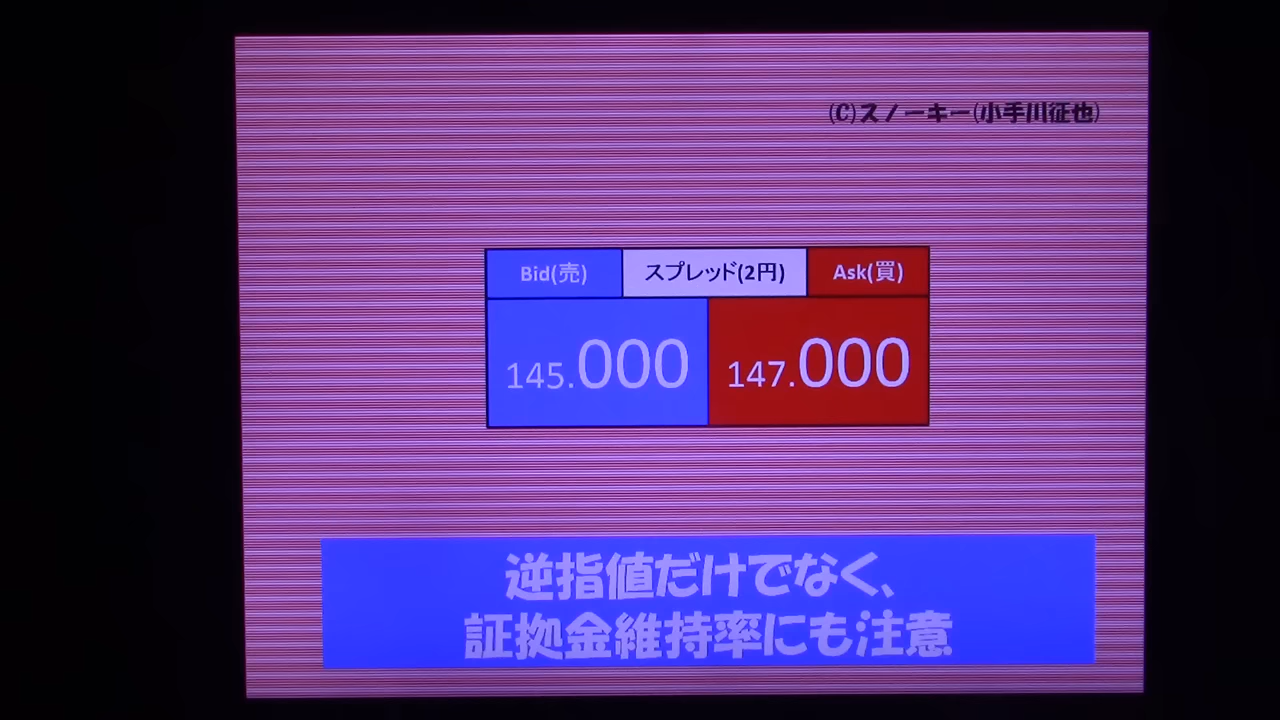 (C)スノーキー(小手川征也)
Bid(売) スプレッド(2円) Ask(買)
145.000 147.000
逆指値だけでなく、
証拠金維持率にも注意